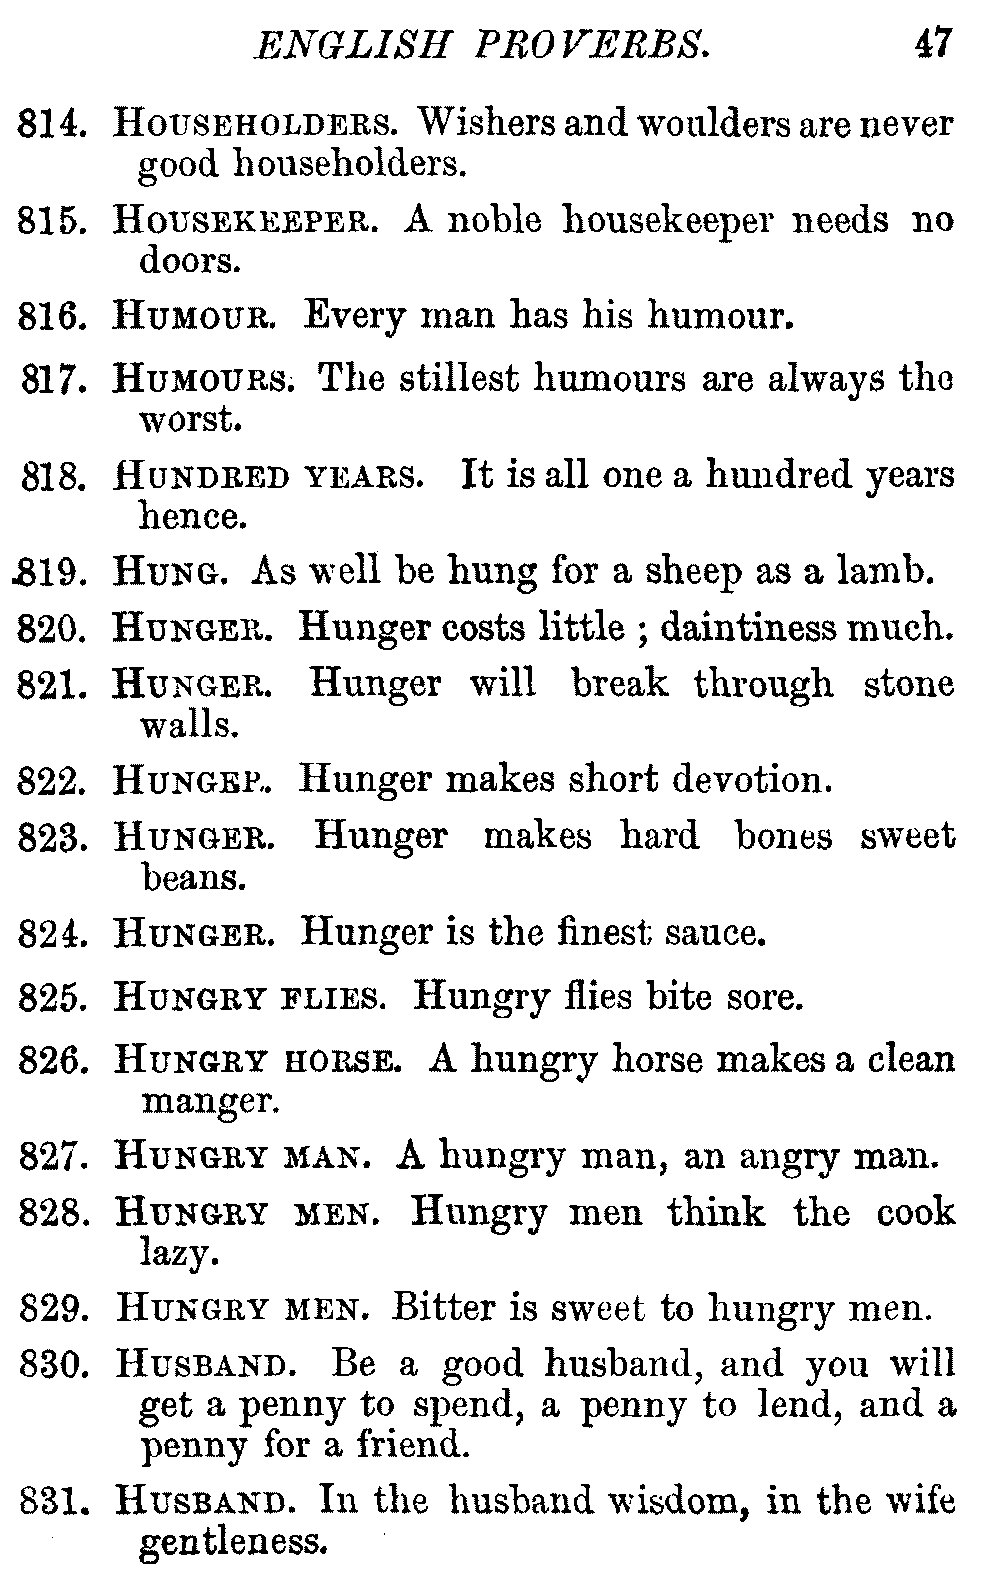 ENGLISH PROVERBS. 47
814. HOUSEHOLDERS. Wishers and woulders are never
good householders.
815. HOUSEKEEPER. A noble housekeeper needs no
doors.
816. HUMOUR. Every man has his humour.
817. HUMOURS. The stillest humours are always the
worst.
818. HUNDRED YEARS. It is all one a hundred years
hence.
819. HUNG. As well be hung for a sheep as a lamb.
820. HUNGER. Hunger costs little ; daintiness much.
821. HUNGER. Hunger will break through stone
walls.
822. HUNGER. Hunger makes short devotion.
823. HUNGER. Hunger makes hard bones sweet
beans.
824. HUNGER. Hunger is the finest sauce.
825. HUNGRY FLIES. Hungry flies bite sore.
826. HUNGRY HORSE. A hungry horse makes a clean
manger.
827. HUNGRY MAN. A hungry man, an angry man.
828. HUNGRY MEN. Hungry men think the cook
lazy.
829. HUNGRY MEN. Bitter is sweet to hungry men.
830. HUSBAND. Be a good husband, and you will
get a penny to spend, a penny to lend, and a
penny for a friend.
831. HUSBAND. In the husband wisdom, in the wife
gentleness.